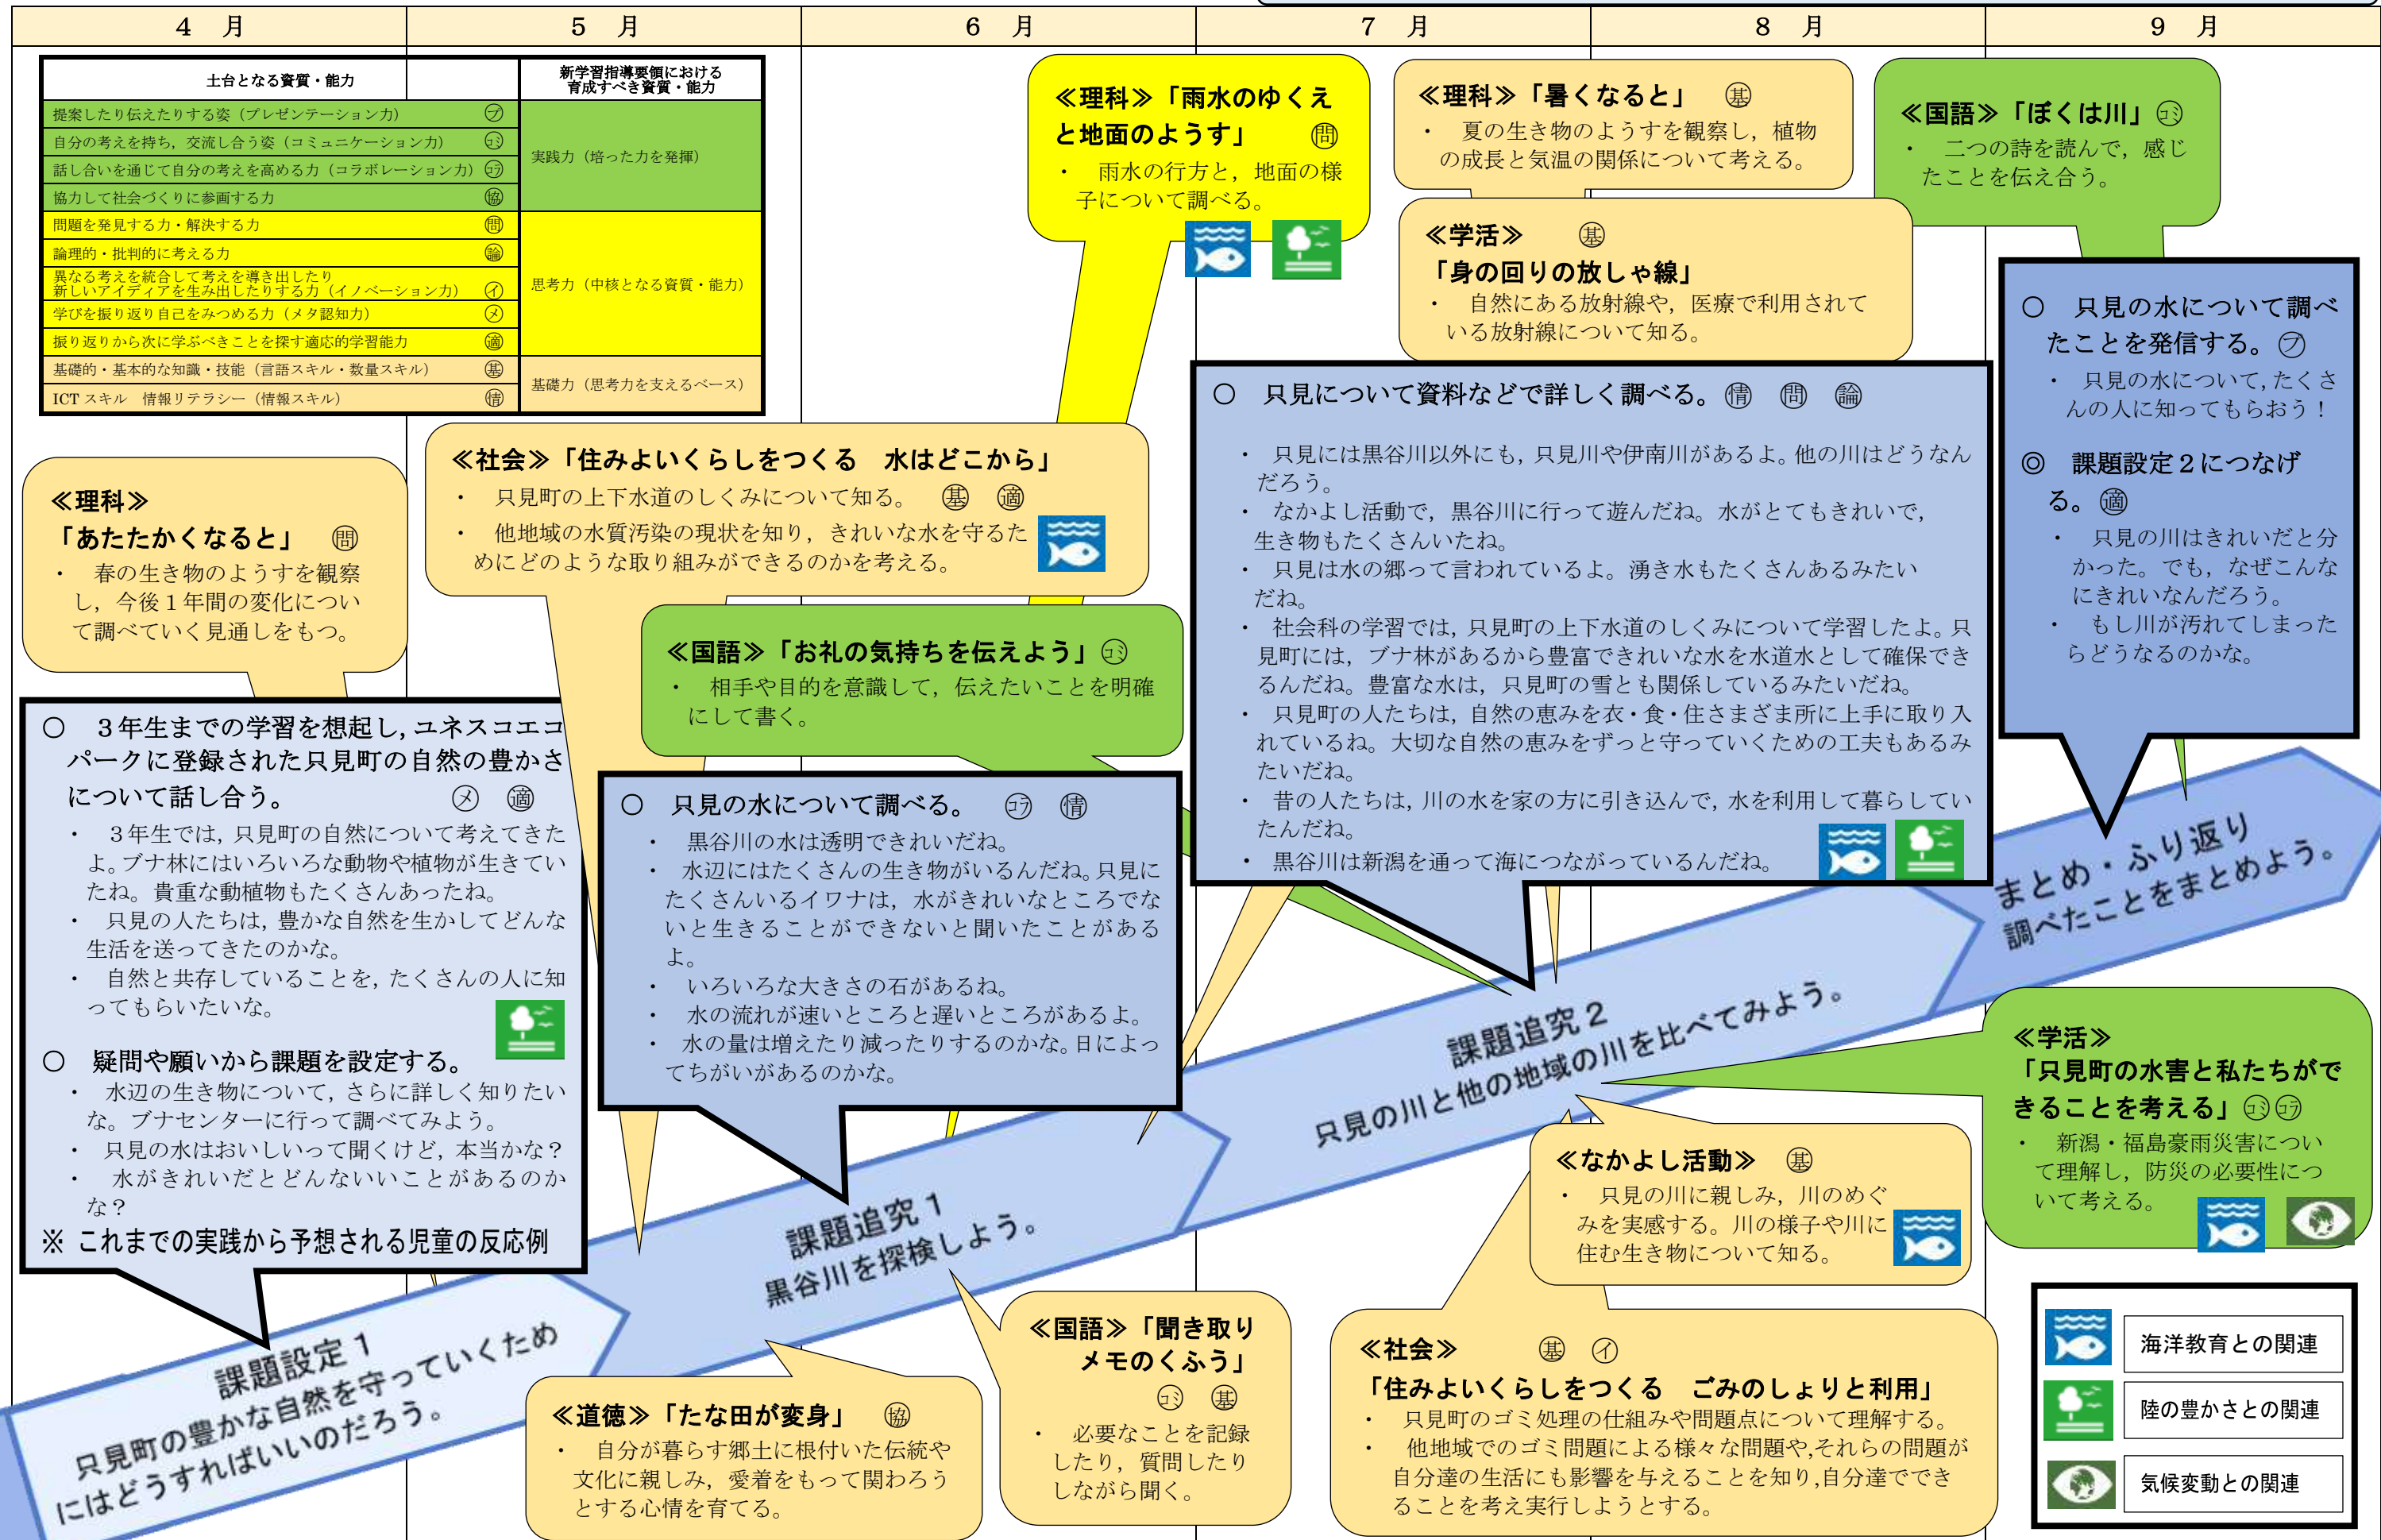 4　月
5　月
6　月
7　月
8　月
9　月
土台となる資質・能力
新学習指導要領における
育成すべき資質・能力
提案したり伝えたりする姿（プレゼンテーション力） ㋫゚
自分の考えを持ち，交流し合う姿（コミュニケーション力） コミ
話し合いを通じて自分の考えを高める力（コラボレーション力） コラ
協力して社会づくりに参画する力 ㊿協
実践力（培った力を発揮）
問題を発見する力・解決する力 問
論理的・批判的に考える力 論
異なる考えを統合して考えを導き出したり
新しいアイディアを生み出したりする力（イノベーション力） ㋑
学びを振り返り自己をみつめる力（メタ認知力） ㋱
振り返りから次に学ぶべきことを探す適応的学習能力 ㊜
思考力（中核となる資質・能力）
基礎的・基本的な知識・技能（言語スキル・数量スキル） 基
ICT スキル　情報リテラシー（情報スキル） 情
基礎力（思考力を支えるベース）
≪理科≫
「あたたかくなると」 問
・　春の生き物のようすを観察
し，今後１年間の変化につい
て調べていく見通しをもつ。
≪社会≫「住みよいくらしをつくる　水はどこから」
・　只見町の上下水道のしくみについて知る。 基 ㊜
・　他地域の水質汚染の現状を知り，きれいな水を守るた
めにどのような取り組みができるのかを考える。
≪国語≫「お礼の気持ちを伝えよう」コミ
・　相手や目的を意識して，伝えたいことを明確
にして書く。
≪理科≫「雨水のゆくえ
と地面のようす」 問
・　雨水の行方と，地面の様
子について調べる。
≪理科≫「暑くなると」 基
・　夏の生き物のようすを観察し，植物
の成長と気温の関係について考える。
≪学活≫ 基
「身の回りの放しゃ線」
・　自然にある放射線や，医療で利用されて
いる放射線について知る。
≪国語≫「ぼくは川」コミ
・　二つの詩を読んで，感じ
たことを伝え合う。
〇　３年生までの学習を想起し，ユネスコエコ
パークに登録された只見町の自然の豊かさ
について話し合う。 ㋱ ㊜
・　３年生では，只見町の自然について考えてきた
よ。ブナ林にはいろいろな動物や植物が生きてい
たね。貴重な動植物もたくさんあったね。
・　只見の人たちは，豊かな自然を生かしてどんな
生活を送ってきたのかな。
・　自然と共存していることを，たくさんの人に知
ってもらいたいな。
〇　疑問や願いから課題を設定する。
・　水辺の生き物について，さらに詳しく知りたい
な。ブナセンターに行って調べてみよう。
・　只見の水はおいしいって聞くけど，本当かな？
・　水がきれいだとどんないいことがあるのか
な？
※ これまでの実践から予想される児童の反応例
〇　只見の水について調べる。 コラ 情
・　黒谷川の水は透明できれいだね。
・　水辺にはたくさんの生き物がいるんだね。只見に
たくさんいるイワナは，水がきれいなところでな
いと生きることができないと聞いたことがある
よ。
・　いろいろな大きさの石があるね。
・　水の流れが速いところと遅いところがあるよ。
・　水の量は増えたり減ったりするのかな。日によっ
てちがいがあるのかな。
〇　只見について資料などで詳しく調べる。 情 問 論
・　只見には黒谷川以外にも，只見川や伊南川があるよ。他の川はどうなん
だろう。
・　なかよし活動で，黒谷川に行って遊んだね。水がとてもきれいで，
生き物もたくさんいたね。
・　只見は水の郷って言われているよ。湧き水もたくさんあるみたい
だね。
・　社会科の学習では，只見町の上下水道のしくみについて学習したよ。只
見町には，ブナ林があるから豊富できれいな水を水道水として確保でき
るんだね。豊富な水は，只見町の雪とも関係しているみたいだね。
・　只見町の人たちは，自然の恵みを衣・食・住さまざま所に上手に取り入
れているね。大切な自然の恵みをずっと守っていくための工夫もあるみ
たいだね。
・　昔の人たちは，川の水を家の方に引き込んで，水を利用して暮らしてい
たんだね。
・　黒谷川は新潟を通って海につながっているんだね。
〇　只見の水について調べ
たことを発信する。プ
・　只見の水について，たくさ
んの人に知ってもらおう！
◎　課題設定２につなげ
る。㊜
・　只見の川はきれいだと分
かった。でも，なぜこんな
にきれいなんだろう。
・　もし川が汚れてしまった
らどうなるのかな。
課題設定１
只見町の豊かな自然を守っていくため
にはどうすればいいのだろう。
課題追究１
黒谷川を探検しよう。
課題追究２
只見の川と他の地域の川を比べてみよう。
まとめ・ふり返り
調べたことをまとめよう。
≪道徳≫「たな田が変身」 協
・　自分が暮らす郷土に根付いた伝統や
文化に親しみ，愛着をもって関わろう
とする心情を育てる。
≪国語≫「聞き取り
メモのくふう」
コミ 基
・　必要なことを記録
したり，質問したり
しながら聞く。
≪なかよし活動≫ 基
・　只見の川に親しみ，川のめぐ
みを実感する。川の様子や川に
住む生き物について知る。
≪社会≫ 基 ㋑
「住みよいくらしをつくる　ごみのしょりと利用」
・　只見町のゴミ処理の仕組みや問題点について理解する。
・　他地域でのゴミ問題による様々な問題や，それらの問題が
自分達の生活にも影響を与えることを知り，自分達ででき
ることを考え実行しようとする。
≪学活≫
「只見町の水害と私たちがで
きることを考える」コミ コラ
・　新潟・福島豪雨災害につい
て理解し，防災の必要性につ
いて考える。
海洋教育との関連
陸の豊かさとの関連
気候変動との関連